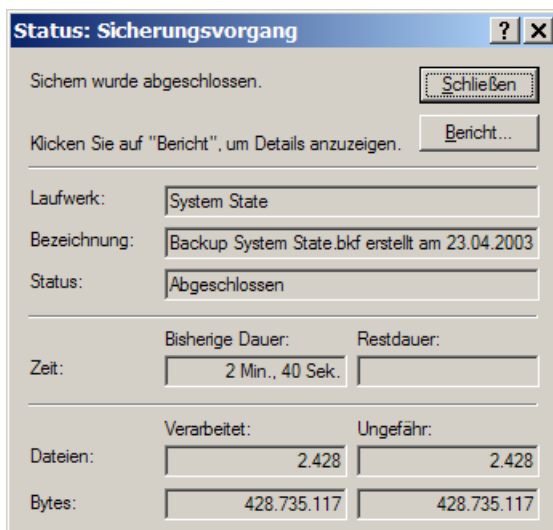 Status: Sicherungsvorgang ? X
Sichern wurde abgeschlossen.
Schließen
Klicken Sie auf "Bericht", um Details anzuzeigen.
Bericht...
Laufwerk: System State
Bezeichnung: Backup System State.bkf erstellt am 23.04.2003
Status: Abgeschlossen
Bisherige Dauer: Restdauer:
Zeit: 2 Min., 40 Sek.
Verarbeitet: Ungefähr:
Dateien: 2.428 2.428
Bytes: 428.735.117 428.735.117